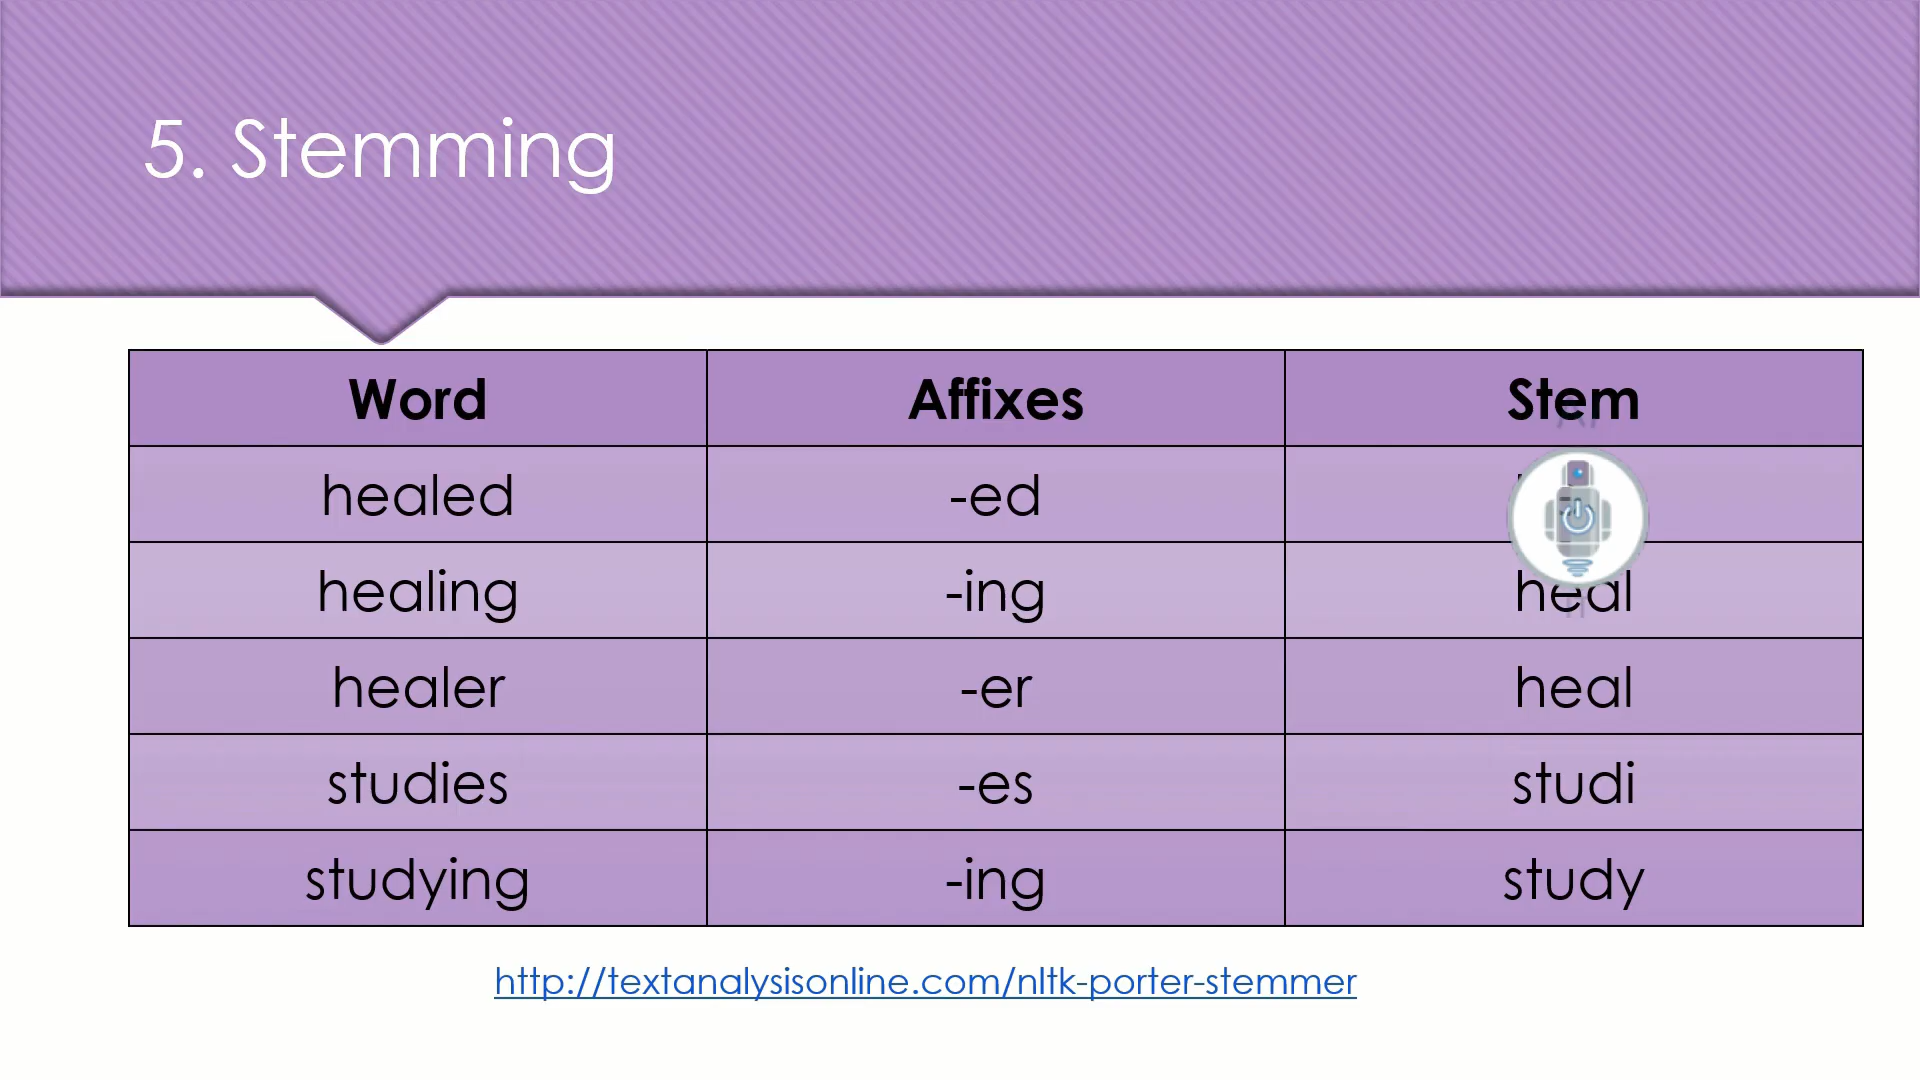 5. Stemming
Word Affixes Stem
healed -ed
healing -ing heal
healer -er heal
studies -es studi
studying -ing study
http://textanalysisonline.com/nltk-porter-stemmer